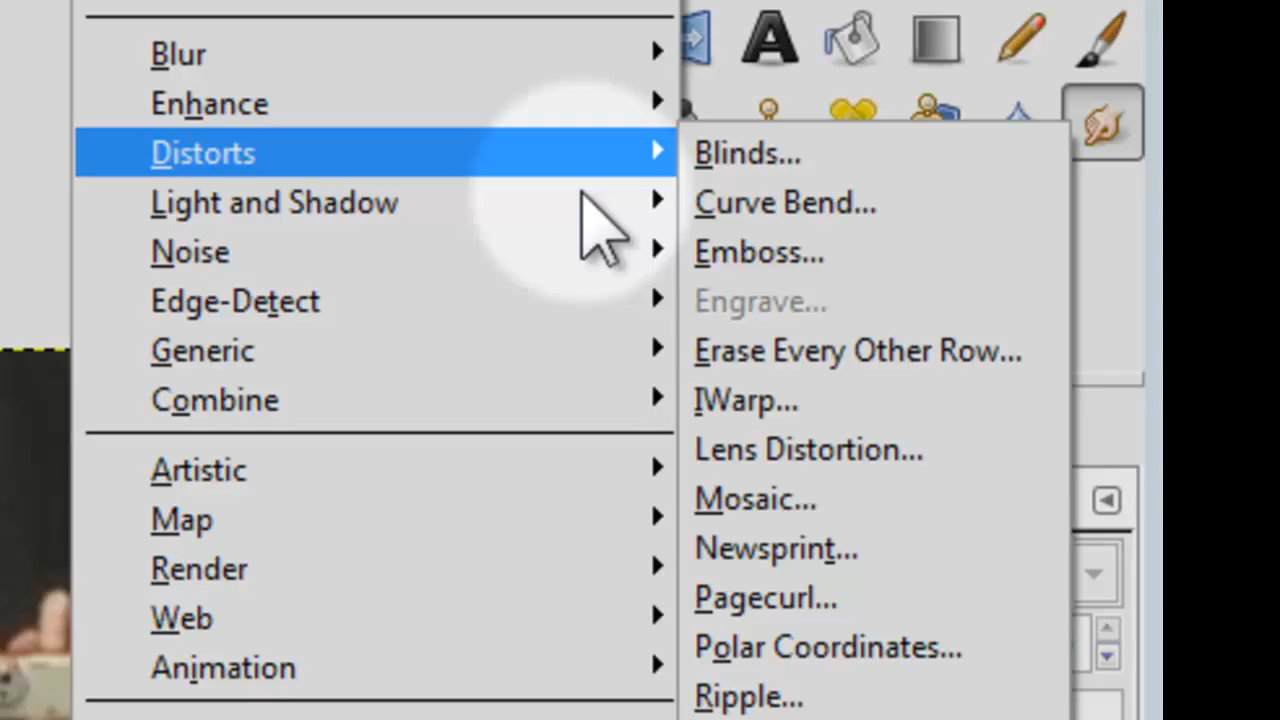 Blur
Enhance
Distorts
Light and Shadow
Noise
Edge-Detect
Generic
Combine
Artistic
Map
Render
Web
Animation
Blinds...
Curve Bend...
Emboss...
Engrave...
Erase Every Other Row...
IWarp...
Lens Distortion...
Mosaic...
Newsprint...
Pagecurl...
Polar Coordinates...
Ripple...